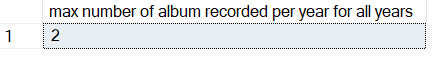 max number of album recorded per year for all years
1 2